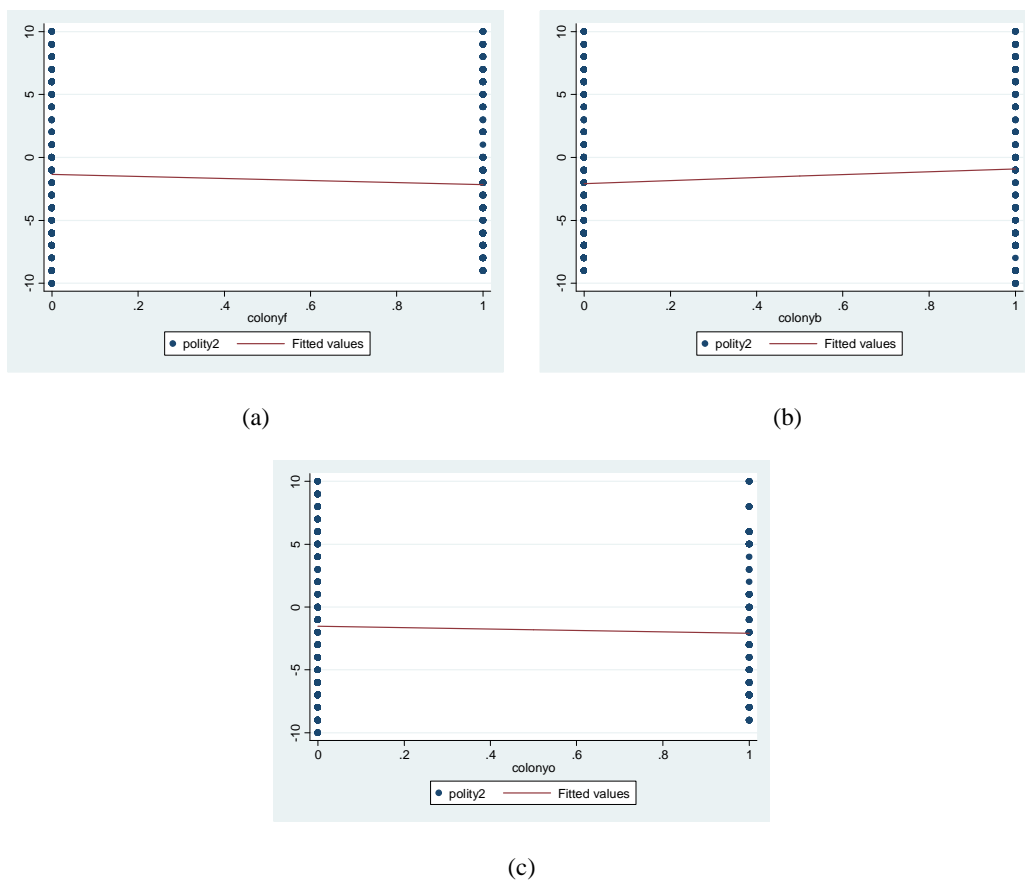 10
5
0
-5
-10
0 .2 .4 .6 .8 1
colonyf
polity2 Fitted values
(a)
10
5
0
-5
-10
0 .2 .4 .6 .8 1
colonyb
polity2 Fitted values
(b)
10
5
0
-5
-10
0 .2 .4 .6 .8 1
colonyo
polity2 Fitted values
(c)